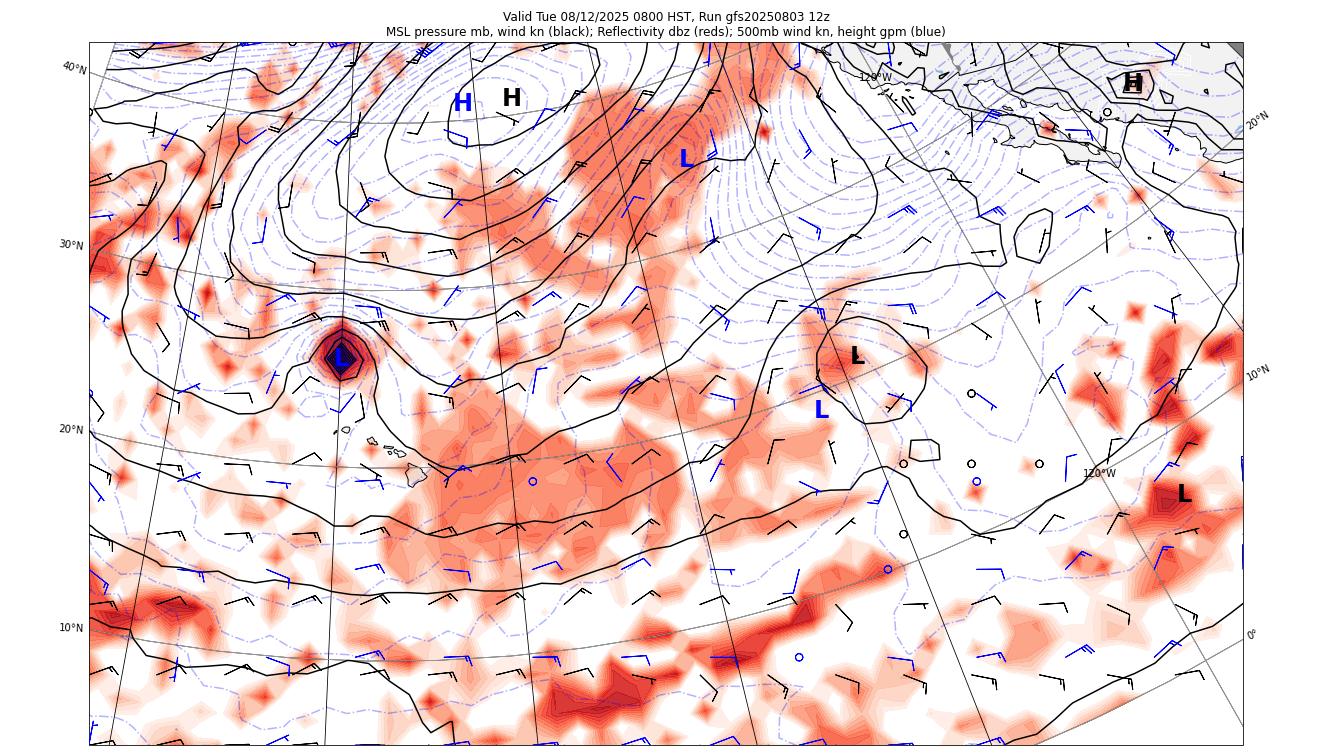 Valid Tue 08/12/2025 0800 HST, Run gfs20250803 12z
MSL pressure mb, wind kn (black); Reflectivity dbz (reds); 500mb wind kn, height gpm (blue)
40°N
120°W
H
H
H
L
20°N
30°N
L
L
10°N
L
20°N
120°W
L
10°N
0°